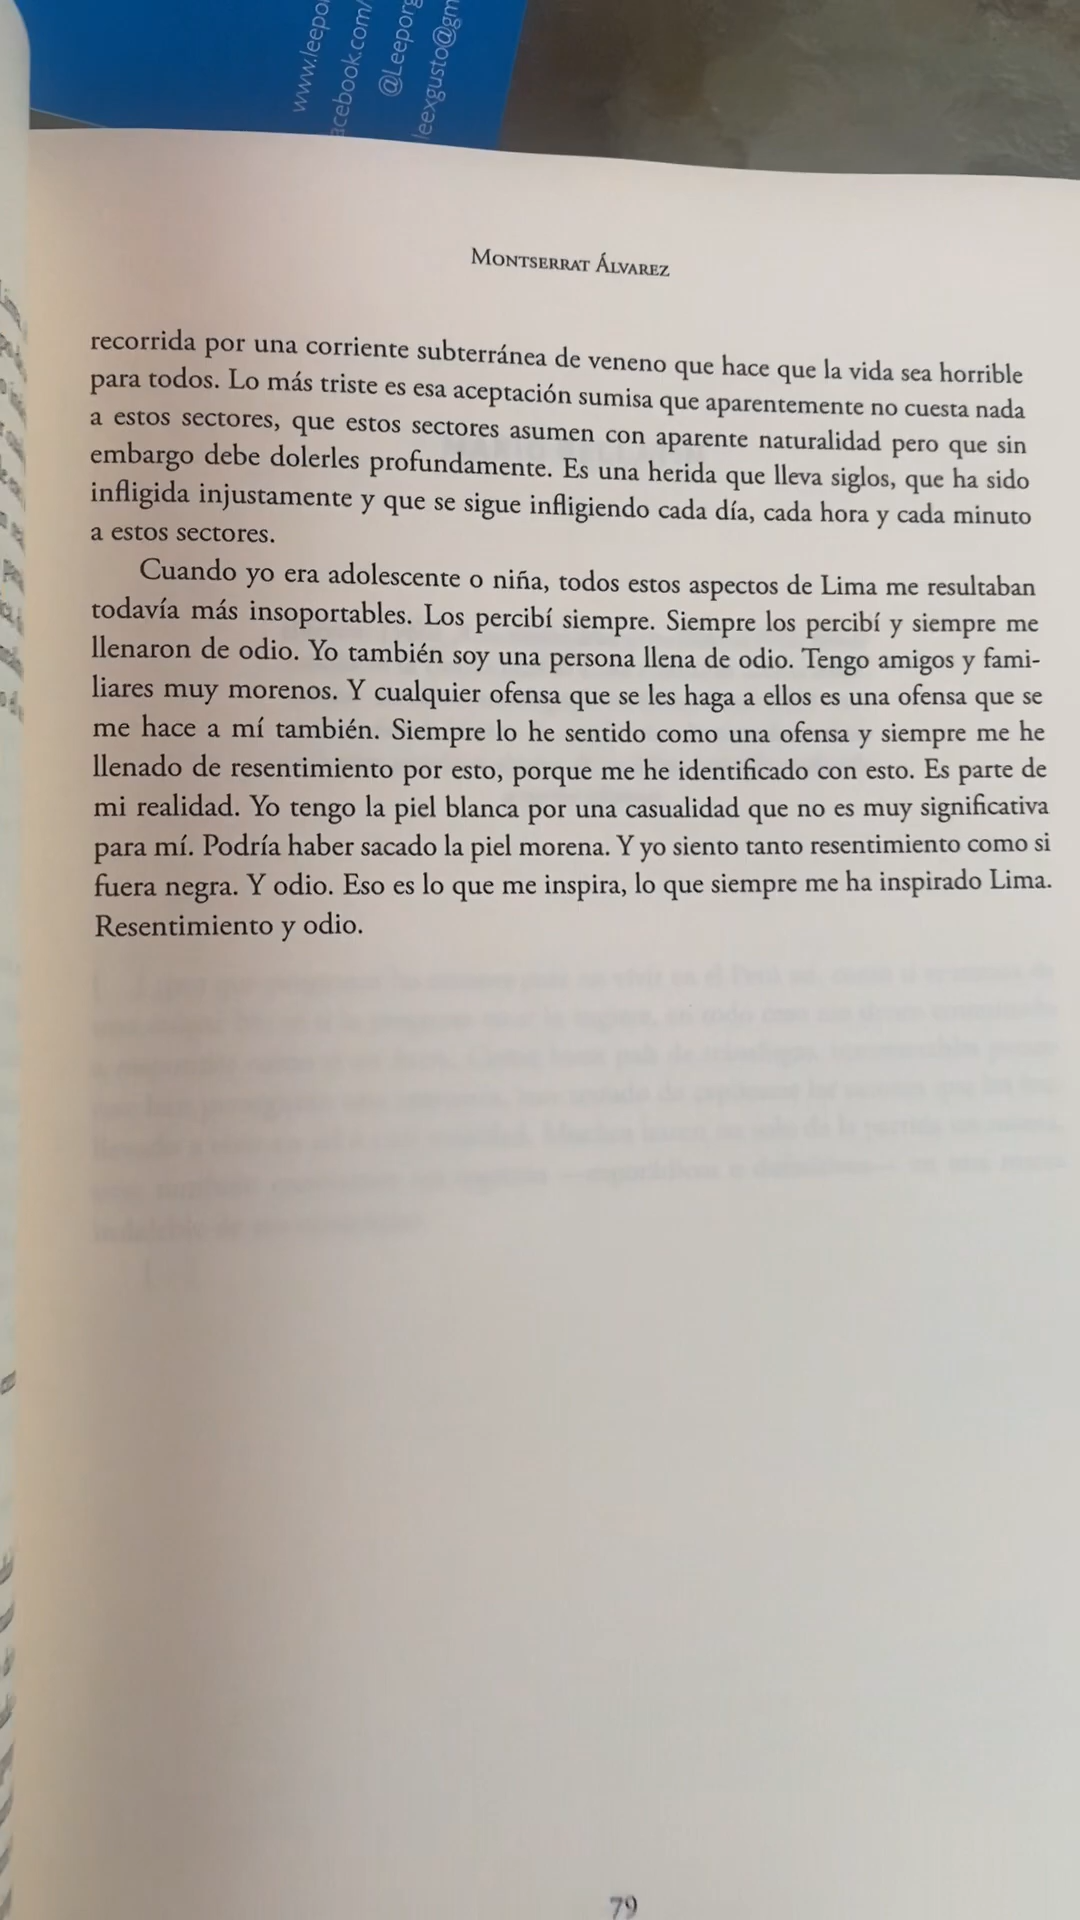 www.leepor
acebook.com/
@Leeporg
leexgusto@gm
Montserrat Álvarez
recorrida por una corriente subterránea de veneno que hace que la vida sea horrible
para todos. Lo más triste es esa aceptación sumisa que aparentemente no cuesta nada
a estos sectores, que estos sectores asumen con aparente naturalidad pero que sin
embargo debe dolerles profundamente. Es una herida que lleva siglos, que ha sido
infligida injustamente y que se sigue infligiendo cada día, cada hora y cada minuto
a estos sectores.
Cuando yo era adolescente o niña, todos estos aspectos de Lima me resultaban
todavía más insoportables. Los percibí siempre. Siempre los percibí y siempre me
llenaron de odio. Yo también soy una persona llena de odio. Tengo amigos y fami-
liares muy morenos. Y cualquier ofensa que se les haga a ellos es una ofensa que se
me hace a mí también. Siempre lo he sentido como una ofensa y siempre me he
llenado de resentimiento por esto, porque me he identificado con esto. Es parte de
mi realidad. Yo tengo la piel blanca por una casualidad que no es muy significativa
para mí. Podría haber sacado la piel morena. Y yo siento tanto resentimiento como si
fuera negra. Y odio. Eso es lo que me inspira, lo que siempre me ha inspirado Lima.
Resentimiento y odio.
79